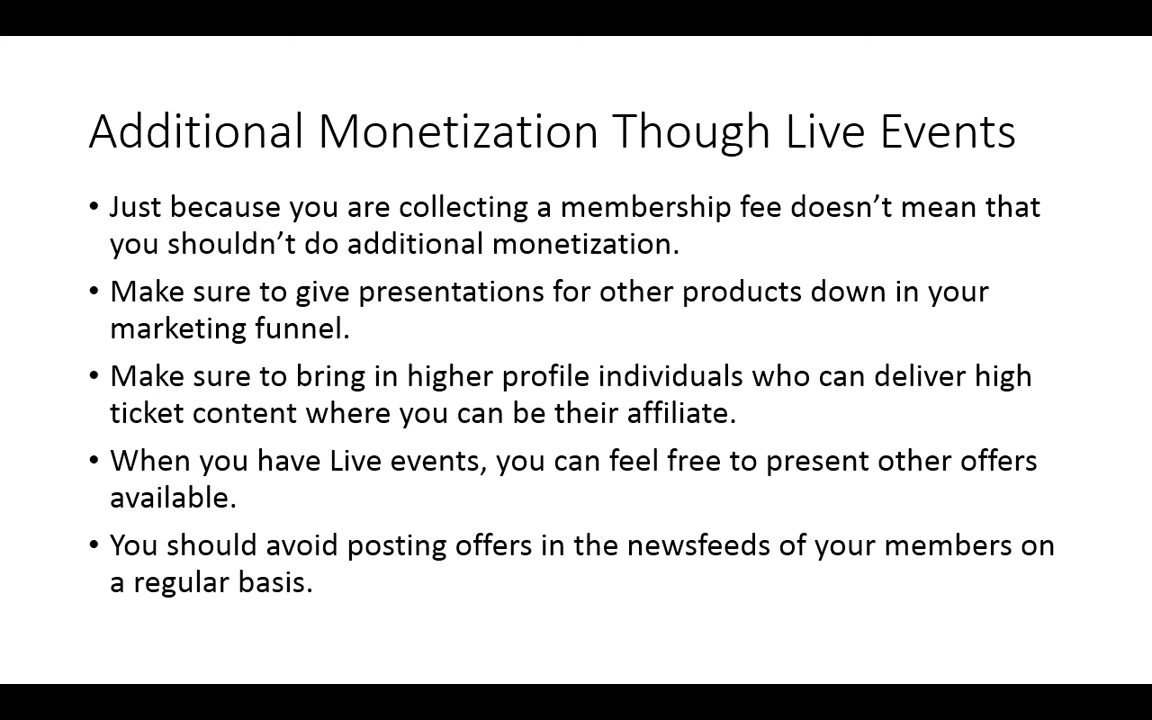 Additional Monetization Though Live Events
• Just because you are collecting a membership fee doesn’t mean that
you shouldn’t do additional monetization.
• Make sure to give presentations for other products down in your
marketing funnel.
• Make sure to bring in higher profile individuals who can deliver high
ticket content where you can be their affiliate.
• When you have Live events, you can feel free to present other offers
available.
• You should avoid posting offers in the newsfeeds of your members on
a regular basis.